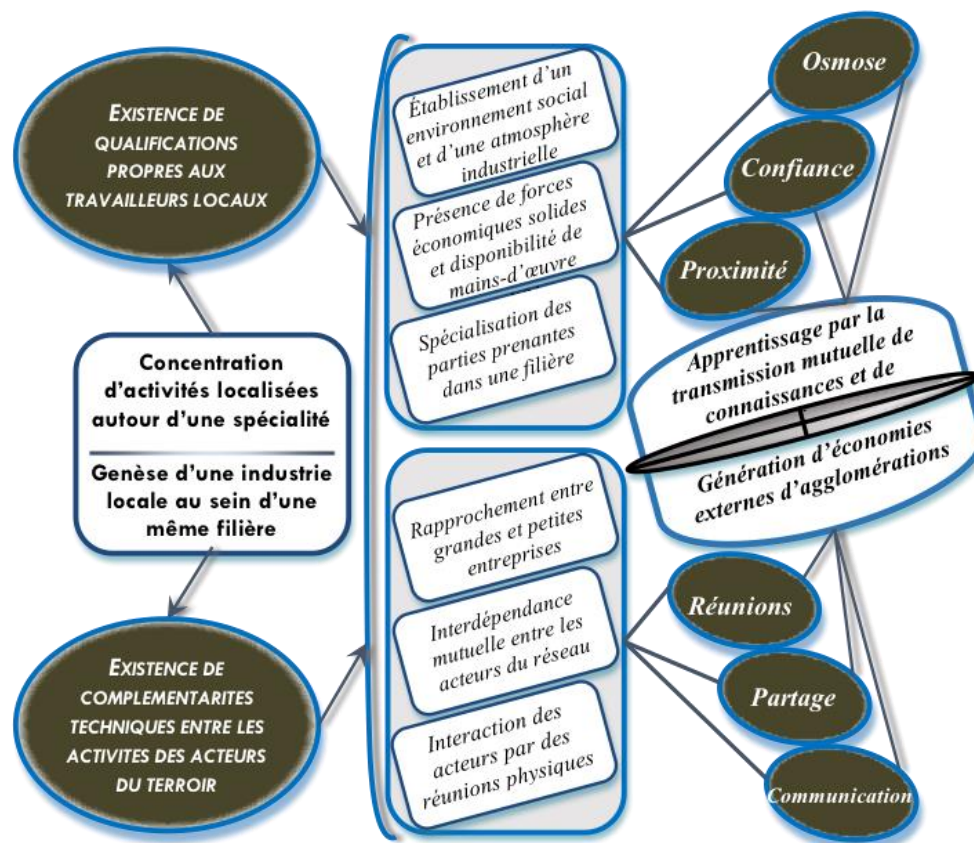 EXISTENCE DE
QUALIFICATIONS
PROPRES AUX
TRAVAILLEURS LOCAUX
Concentration
d'activités localisées
autour d'une spécialité
Genèse d'une industrie
locale au sein d'une
même filière
EXISTENCE DE
COMPLEMENTARITES
TECHNIQUES ENTRE LES
ACTIVITES DES ACTEURS
DU TERROIR
Établissement d'un
environnement social
et d'une atmosphère
industrielle
Présence de forces
économiques solides
et disponibilité de
mains-d'œuvre
Spécialisation des
parties prenantes
dans une filière
Rapprochement entre
grandes et petites
entreprises
Interdépendance
mutuelle entre les
acteurs du réseau
Interaction des
acteurs par des
réunions physiques
Osmose
Confiance
Proximité
Apprentissage par la
transmission mutuelle de
connaissances et de
Génération d'économies
externes d'agglomérations
Réunions
Partage
Communication